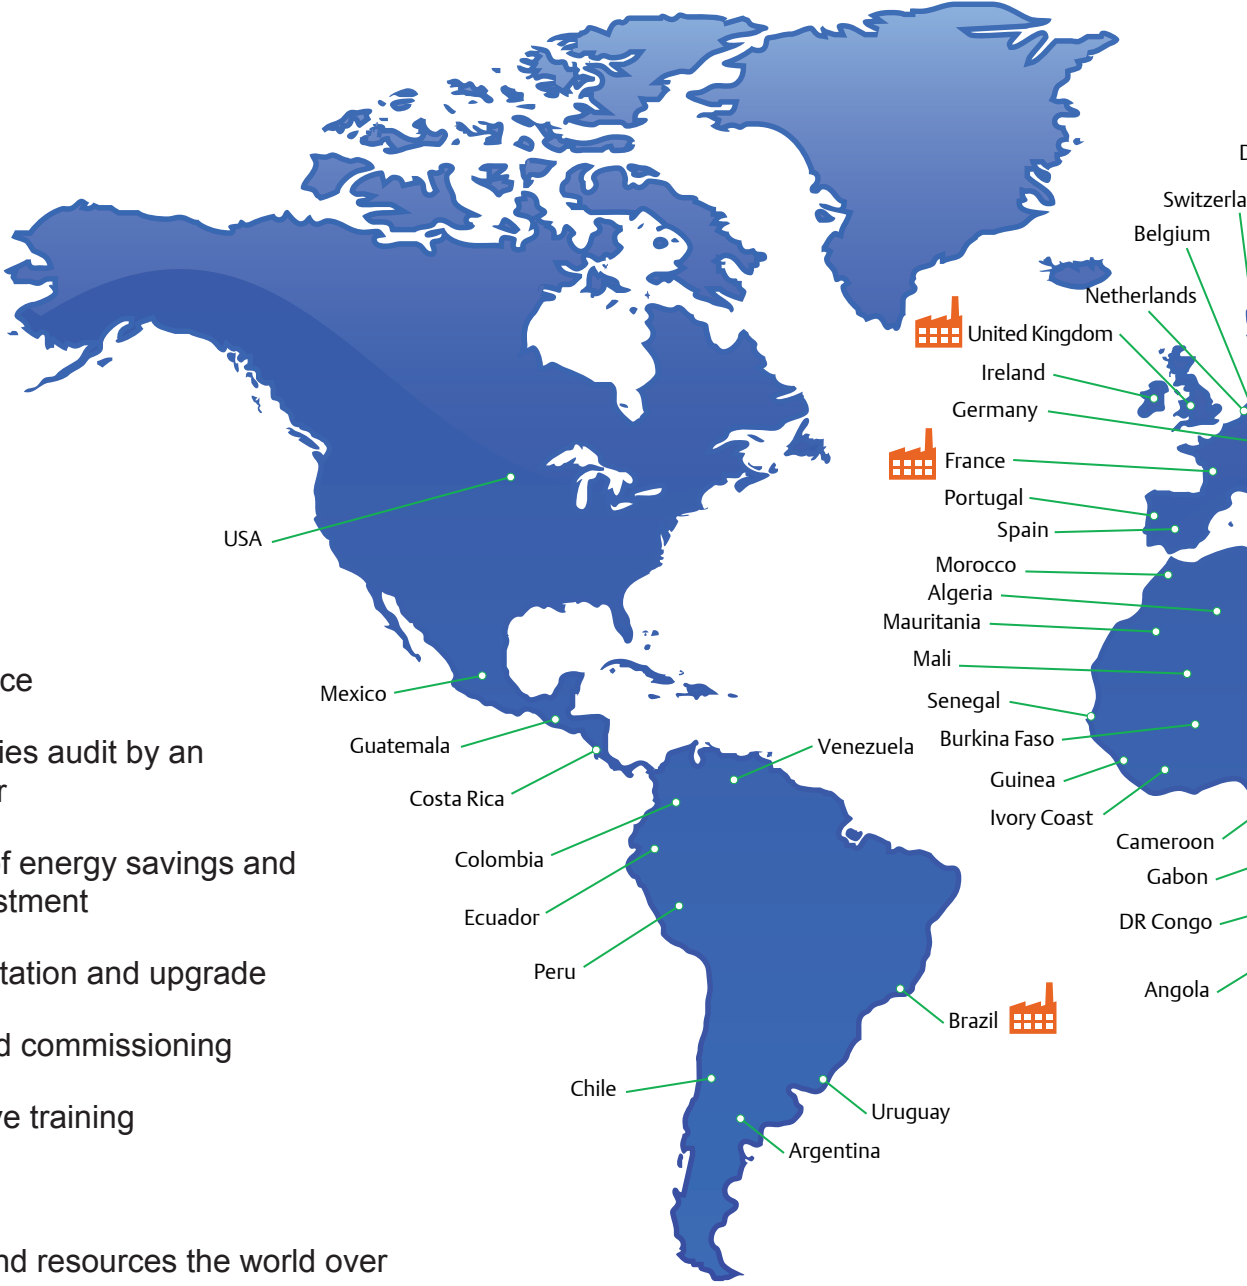 D
Switzerla
Belgium
Netherlands
United Kingdom
Ireland
Germany
France
Portugal
Spain
USA
Morocco
Algeria
Mauritania
Mali
ce
Mexico
Senegal
Guatemala
Venezuela
Burkina Faso
ies audit by an
Guinea
r
Costa Rica
Ivory Coast
Cameroon
Colombia
of energy savings and
Gabon
stment
Ecuador
DR Congo
Peru
tation and upgrade
Angola
Brazil
d commissioning
Chile
ve training
Uruguay
Argentina
nd resources the world over